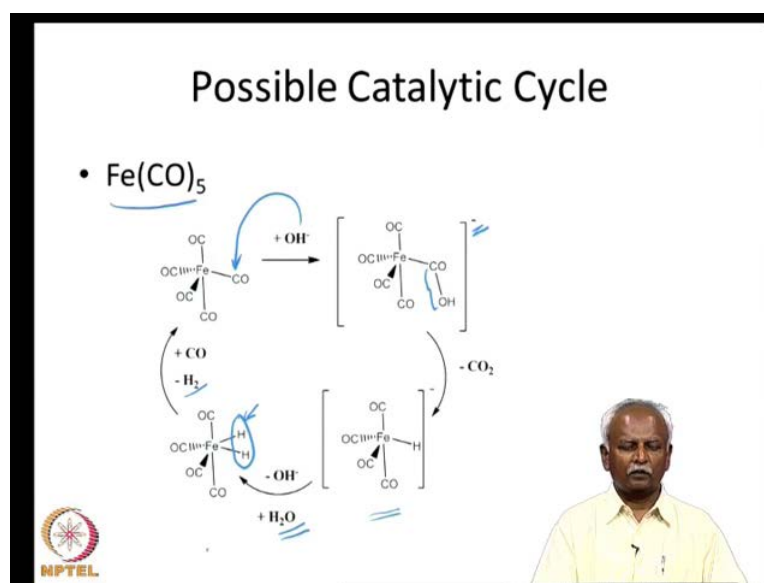 Possible Catalytic Cycle
• Fe(CO)5
OC
OC Fe CO
OC
CO
+ OH-
[ ]-
OC
OC Fe CO
OC
CO OH
+ CO
- H2
- CO2
OC
OC Fe H
OC H
CO
- OH-
+ H2O
[ ]-
OC
OC Fe H
OC
CO
NPTEL